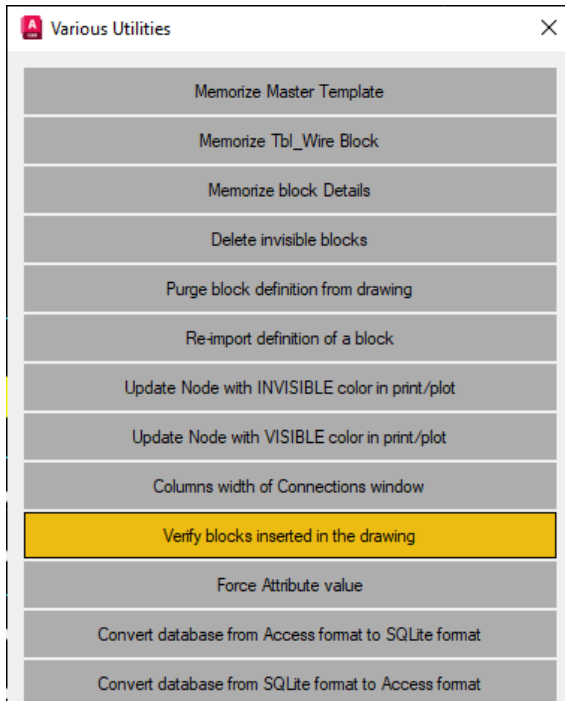 A
CAD
Various Utilities
Memorize Master Template
Memorize Tbl_Wire Block
Memorize block Details
Delete invisible blocks
Purge block definition from drawing
Re-import definition of a block
Update Node with INVISIBLE color in print/plot
Update Node with VISIBLE color in print/plot
Columns width of Connections window
Verify blocks inserted in the drawing
Force Attribute value
Convert database from Access format to SQLite format
Convert database from SQLite format to Access format